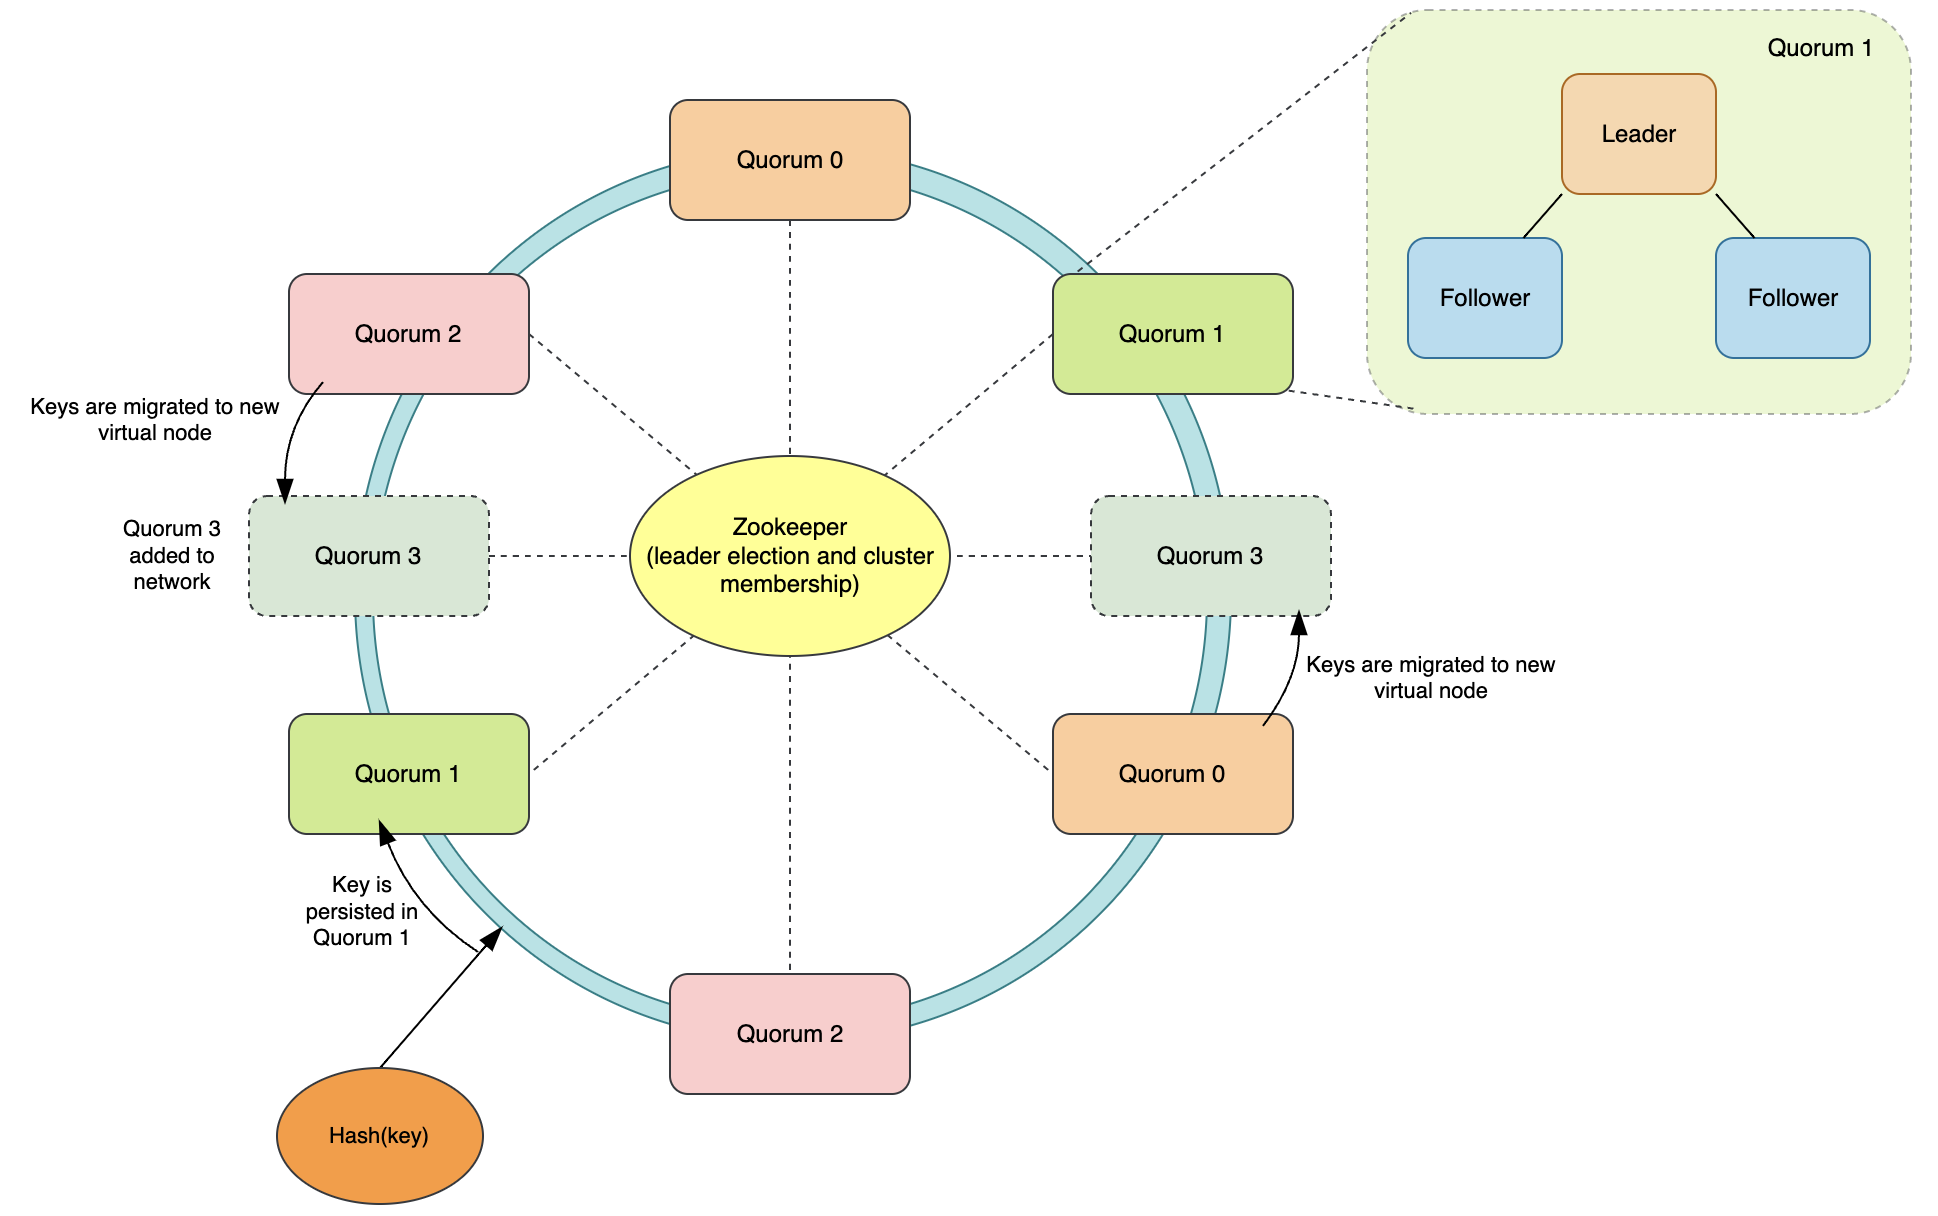 Quorum 1
Leader
Follower
Follower
Quorum 0
Quorum 2
Quorum 1
Keys are migrated to new
virtual node
Quorum 3
added to
network
Quorum 3
Zookeeper
(leader election and cluster
membership)
Quorum 3
Keys are migrated to new
virtual node
Quorum 1
Quorum 0
Key is
persisted in
Quorum 1
Quorum 2
Hash(key)